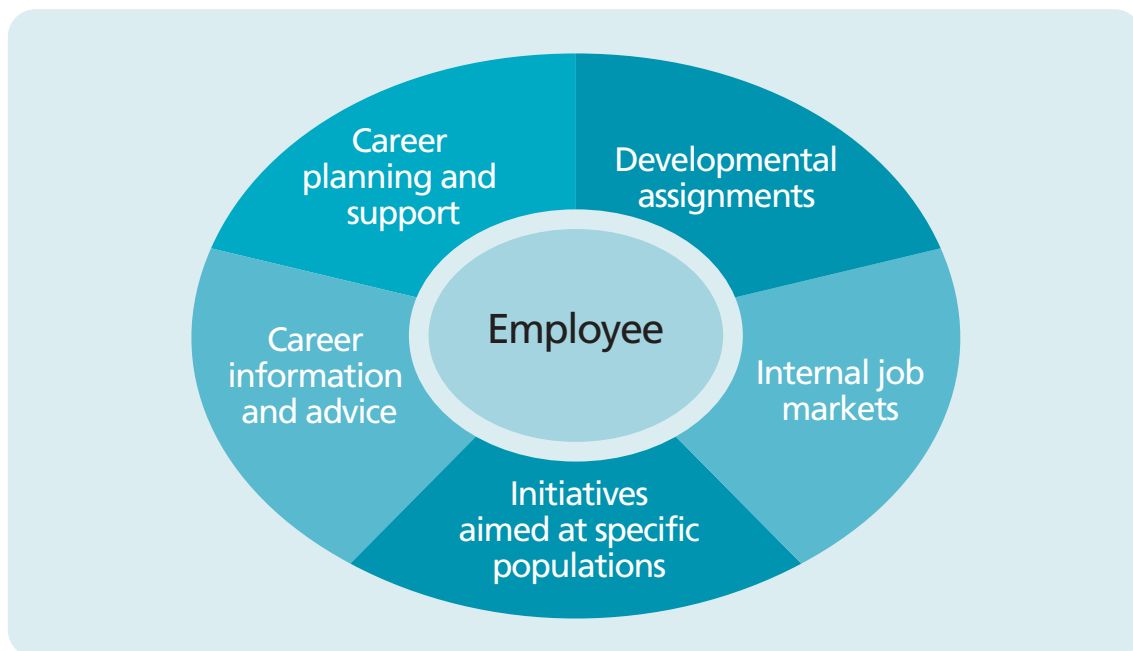 Career
planning and
support
Developmental
assignments
Career
information
and advice
Employee
Internal job
markets
Initiatives
aimed at specific
populations